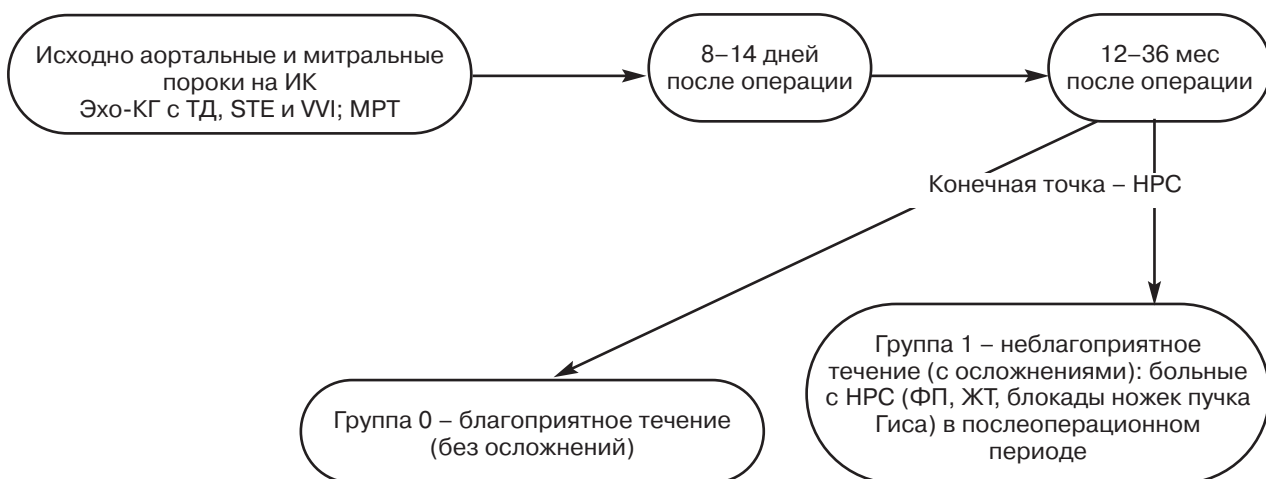 Исходно аортальные и митральные
пороки на ИК
Эхо-КГ с ТД, STE и VVI; МРТ
8–14 дней
после операции
12–36 мес
после операции
Конечная точка – НРС
Группа 0 – благоприятное течение
(без осложнений)
Группа 1 – неблагоприятное
течение (с осложнениями): больные
с НРС (ФП, ЖТ, блокады ножек пучка
Гиса) в послеоперационном
периоде